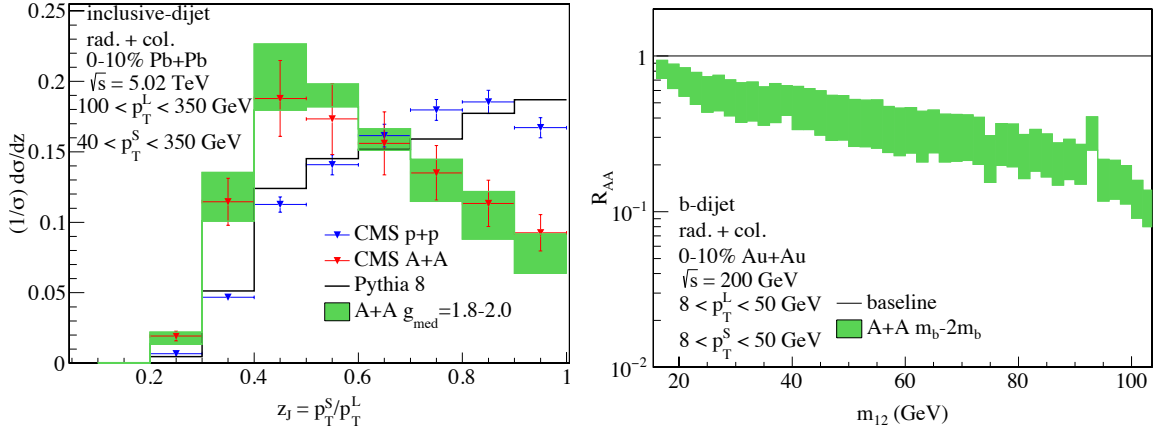 inclusive-dijet
rad. + col.
0-10% Pb+Pb
√s = 5.02 TeV
100 < p_T^L < 350 GeV
40 < p_T^S < 350 GeV
CMS p+p
CMS A+A
Pythia 8
A+A g_med=1.8-2.0
(1/σ) dσ/dz
0.25
0.2
0.15
0.1
0.05
0
0.2 0.4 0.6 0.8 1
z_J = p_T^S/p_T^L
R_AA
1
10^-1
10^-2
b-dijet
rad. + col.
0-10% Au+Au
√s = 200 GeV
8 < p_T^L < 50 GeV
8 < p_T^S < 50 GeV
baseline
A+A m_b-2m_b
20 40 60 80 100
m_12 (GeV)